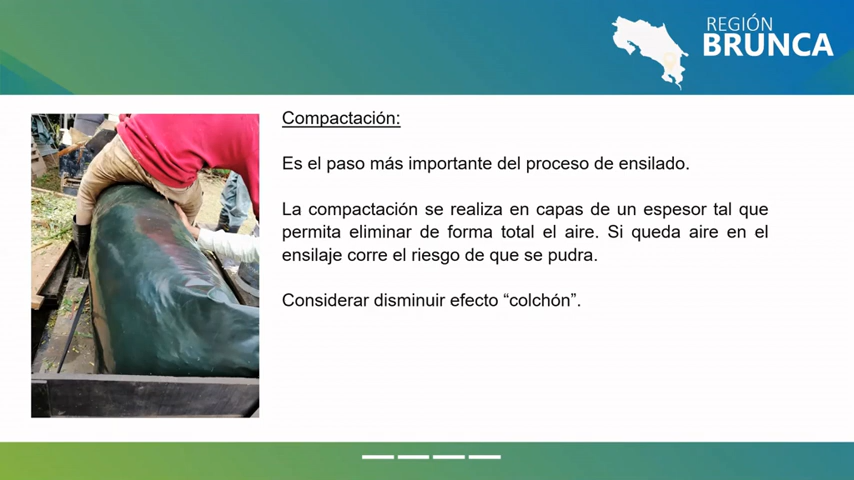 REGIÓN
BRUNCA
Compactación:
Es el paso más importante del proceso de ensilado.
La compactación se realiza en capas de un espesor tal que
permita eliminar de forma total el aire. Si queda aire en el
ensilaje corre el riesgo de que se pudra.
Considerar disminuir efecto “colchón”.